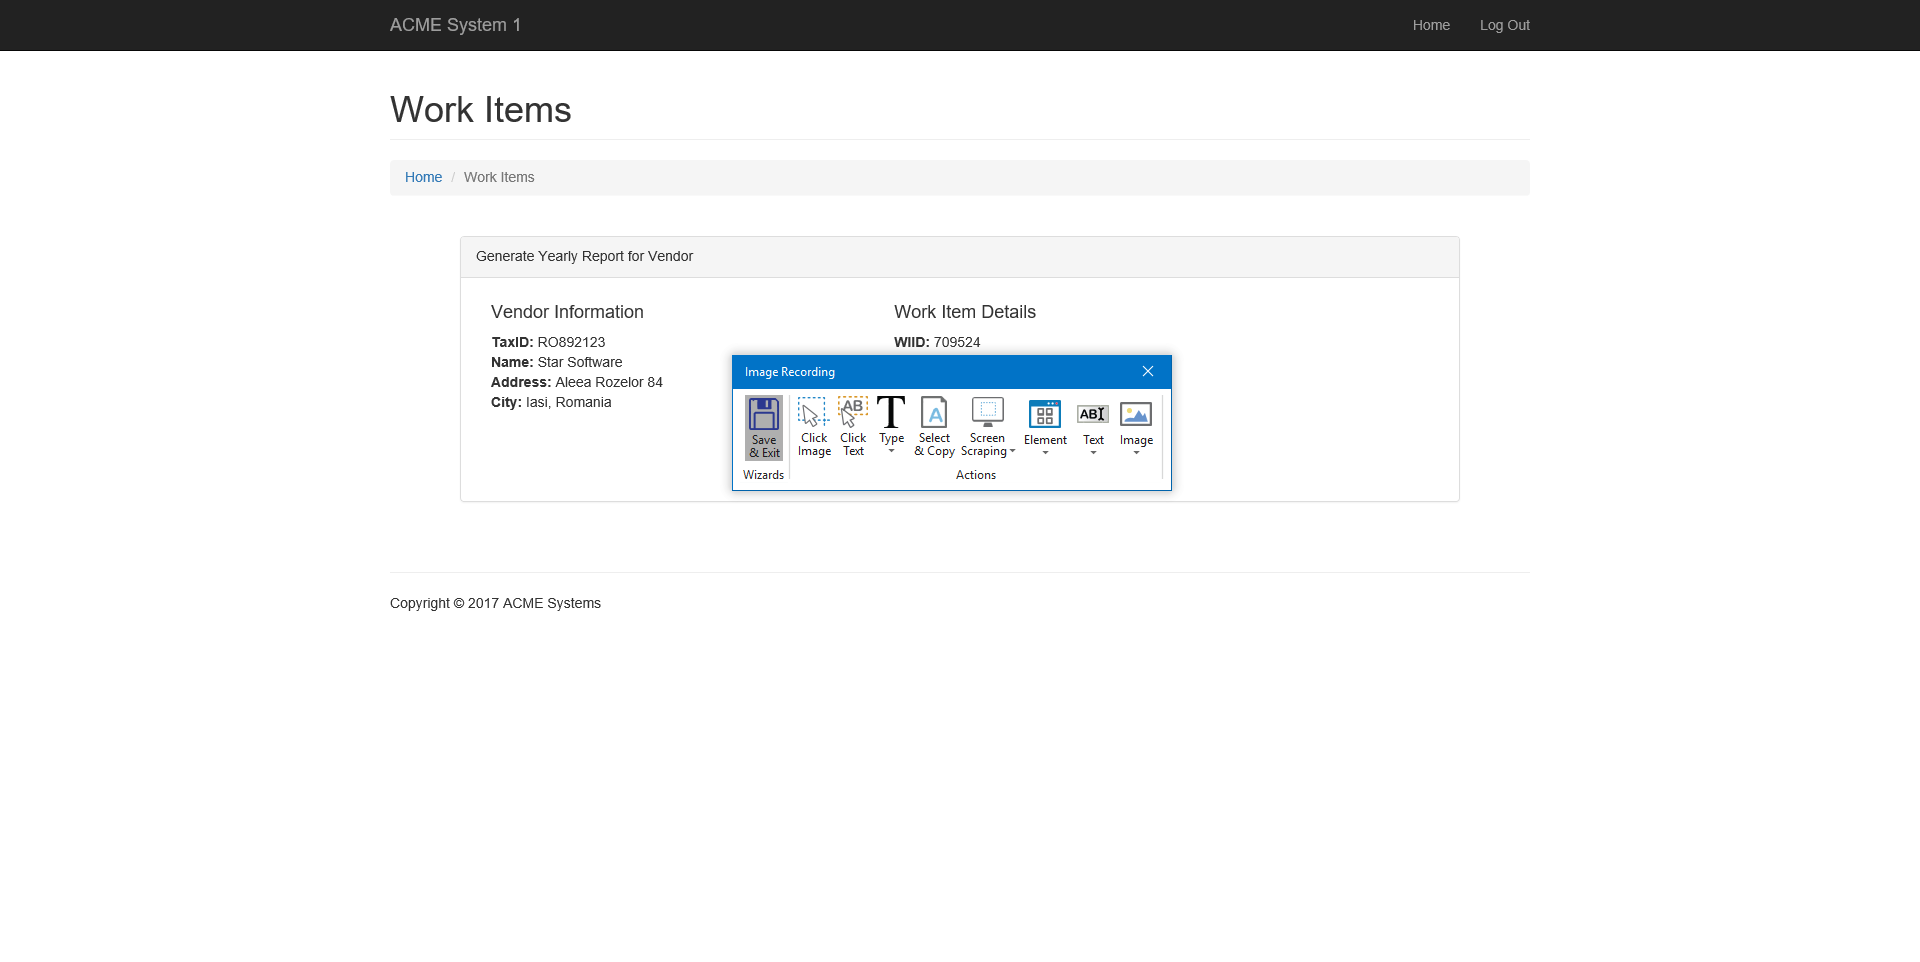 ACME System 1
Home
Log Out
Work Items
Home / Work Items
Generate Yearly Report for Vendor
Vendor Information
TaxID: RO892123
Name: Star Software
Address: Aleea Rozelor 84
City: Iasi, Romania
Work Item Details
WIID: 709524
Image Recording
Save
& Exit
Click
Image
AB
Click
Text
T
Type
A
Select
& Copy
Screen
Scraping
Element
AB
Text
Image
Wizards
Actions
Copyright © 2017 ACME Systems